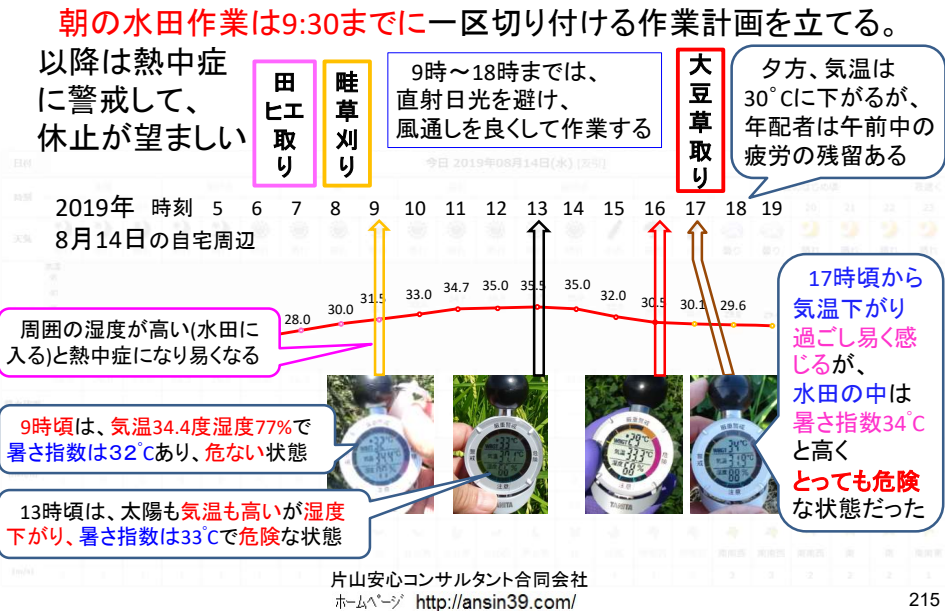 朝の水田作業は9:30までに一区切り付ける作業計画を立てる。
以降は熱中症
に警戒して、
休止が望ましい
田ヒエ取り
畦草刈り
9時～18時までは、
直射日光を避け、
風通しを良くして作業する
大豆草取り
夕方、気温は
30°Cに下がるが、
年配者は午前中の
疲労の残留ある
今日 2019年08月14日(水)
2019年 時刻 5 6 7 8 9 10 11 12 13 14 15 16 17 18 19
8月14日の自宅周辺
28.0 30.0 31.5 33.0 34.7 35.0 35.5 35.0 32.0 30.5 30.1 29.6
周囲の湿度が高い(水田に
入る)と熱中症になり易くなる
17時頃から
気温下がり
過ごし易く感
じるが、
水田の中は
暑さ指数34℃
と高く
とっても危険
な状態だった
9時頃は、気温34.4度湿度77%で
暑さ指数は３２℃あり、危ない状態
13時頃は、太陽も気温も高いが湿度
下がり、暑さ指数は33℃で危険な状態
片山安心コンサルタント合同会社
ホームページ http://ansin39.com/
215